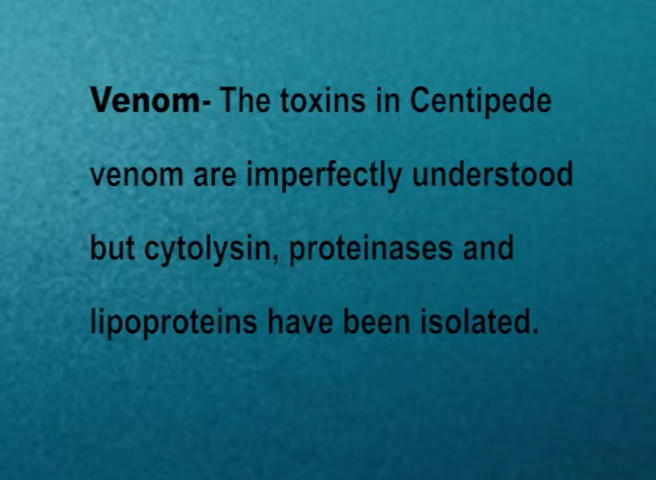 Venom- The toxins in Centipede
venom are imperfectly understood
but cytolysin, proteinases and
lipoproteins have been isolated.